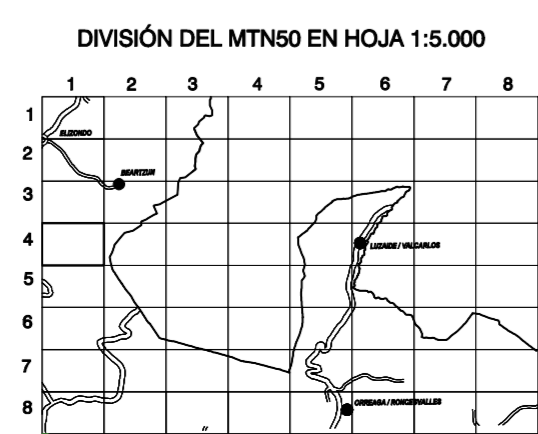 DIVISIÓN DEL MTN50 EN HOJA 1:5.000
1 2 3 4 5 6 7 8
1
ELIZONDO
2
BEARTZUN
3
4
LUZAIDE / VALCARLOS
5
6
7
8
ORREAGA / RONCESVALLES